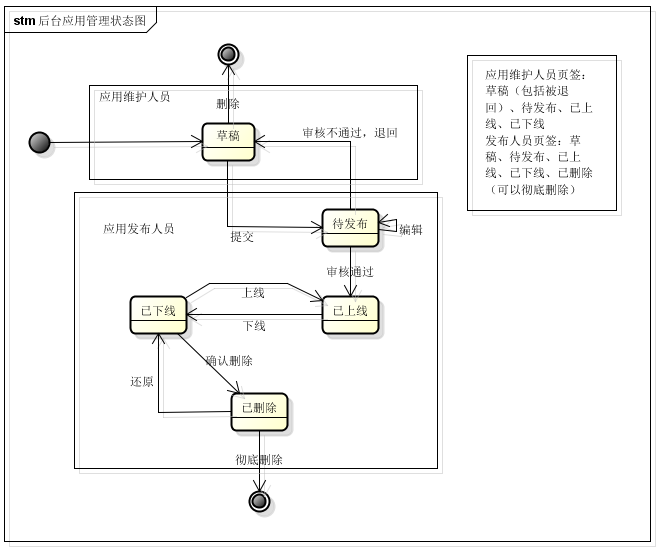 stm 后台应用管理状态图
应用维护人员
删除
草稿
审核不通过，退回
应用维护人员页签：
草稿（包括被退
回）、待发布、已上
线、已下线
发布人员页签：草
稿、待发布、已上
线、已下线、已删除
（可以彻底删除）
应用发布人员
提交
待发布
编辑
审核通过
上线
已下线
已上线
下线
确认删除
还原
已删除
彻底删除